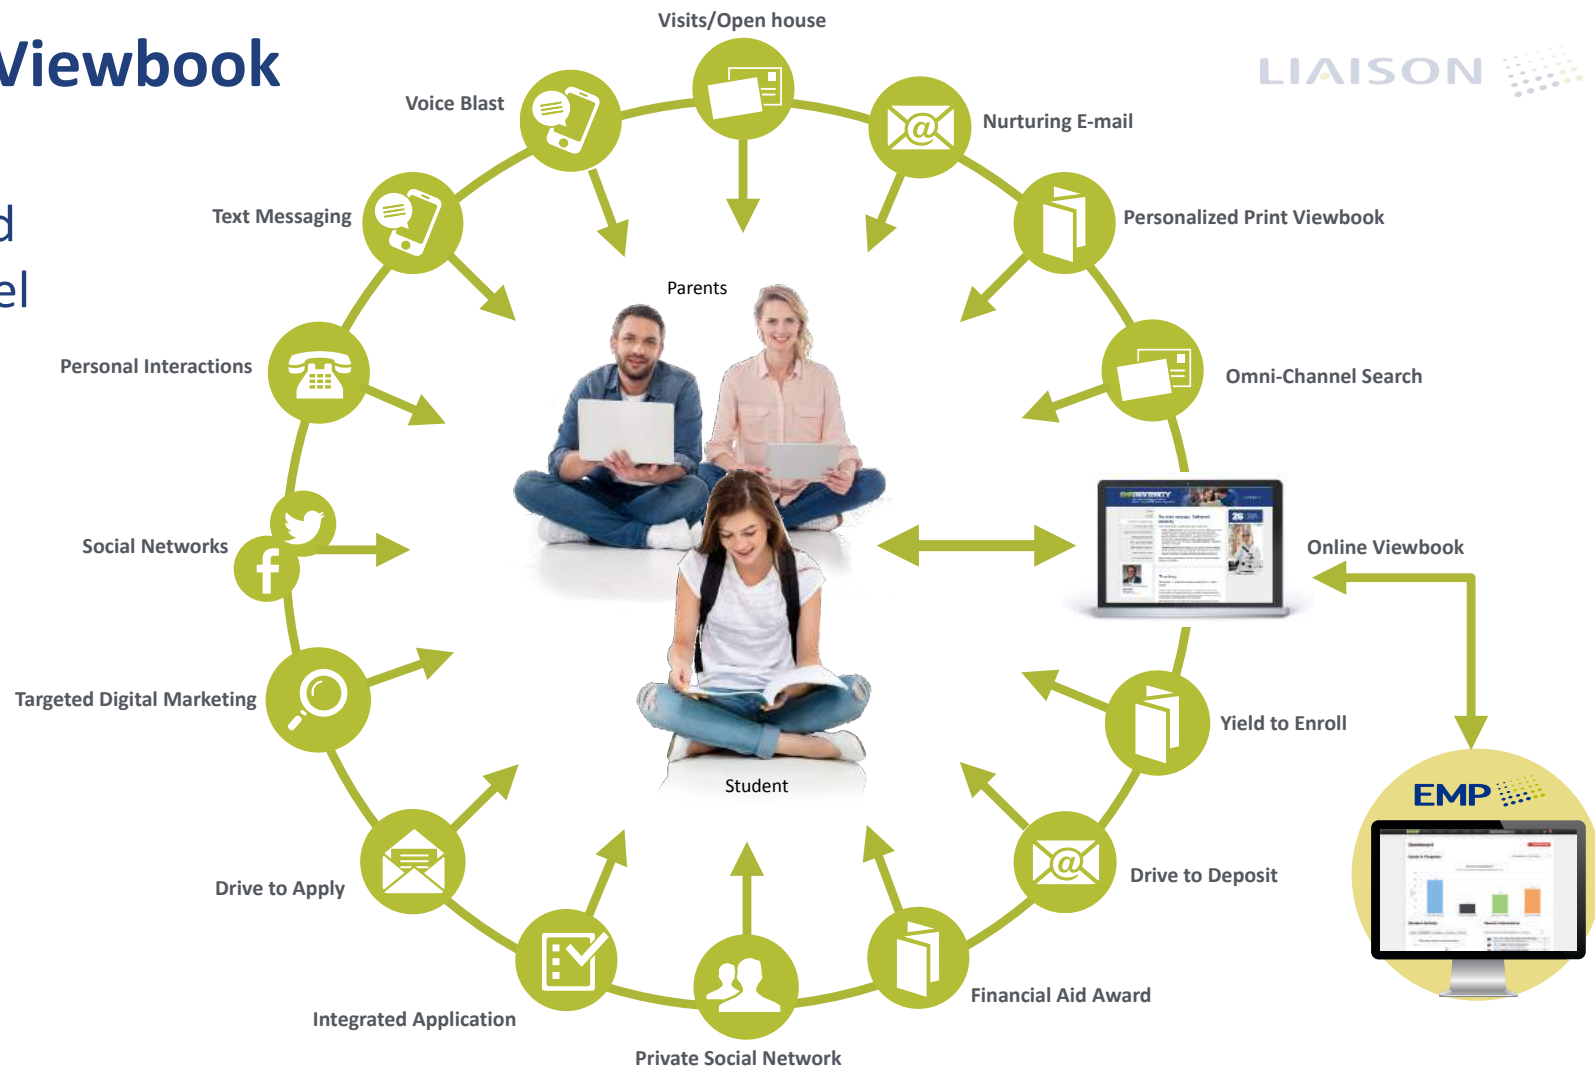 Viewbook
LIAISON
d
el
Visits/Open house
Voice Blast
Nurturing E-mail
Text Messaging
Personalized Print Viewbook
Parents
Personal Interactions
Omni-Channel Search
Social Networks
Online Viewbook
Targeted Digital Marketing
Yield to Enroll
Student
EMP
Dashboard
Drive to Apply
Drive to Deposit
Integrated Application
Financial Aid Award
Private Social Network